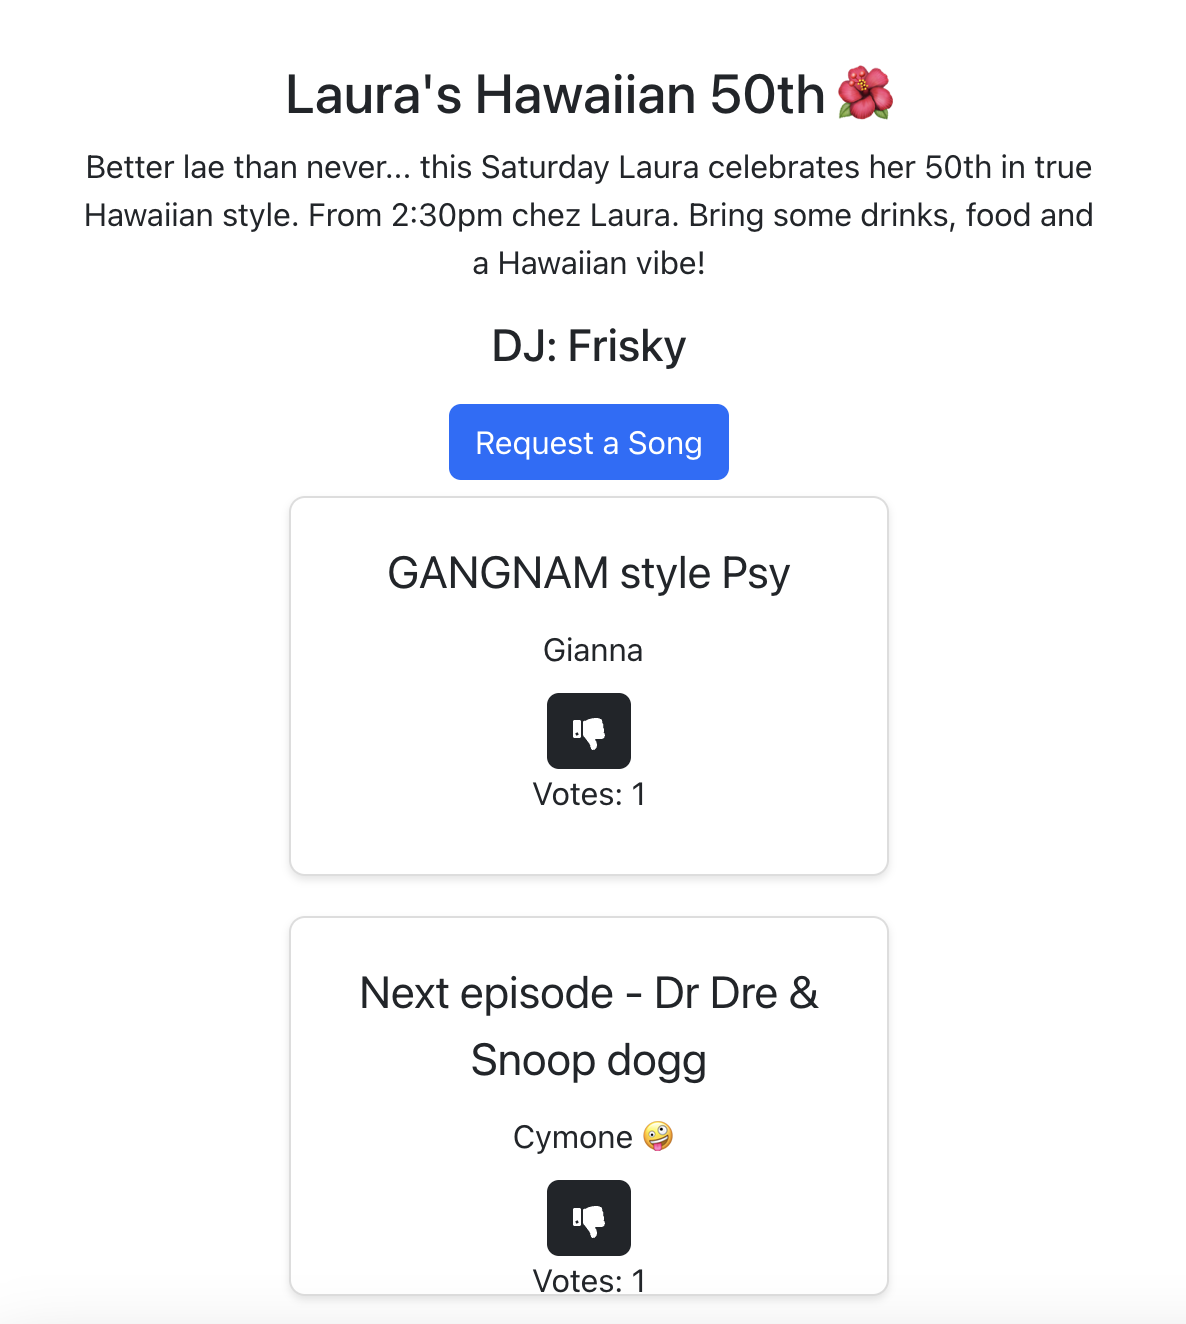 Laura's Hawaiian 50th🌺
Better lae than never... this Saturday Laura celebrates her 50th in true
Hawaiian style. From 2:30pm chez Laura. Bring some drinks, food and
a Hawaiian vibe!
DJ: Frisky
Request a Song
GANGNAM style Psy
Gianna
Votes: 1
Next episode - Dr Dre &
Snoop dogg
Cymone 🤪
Votes: 1